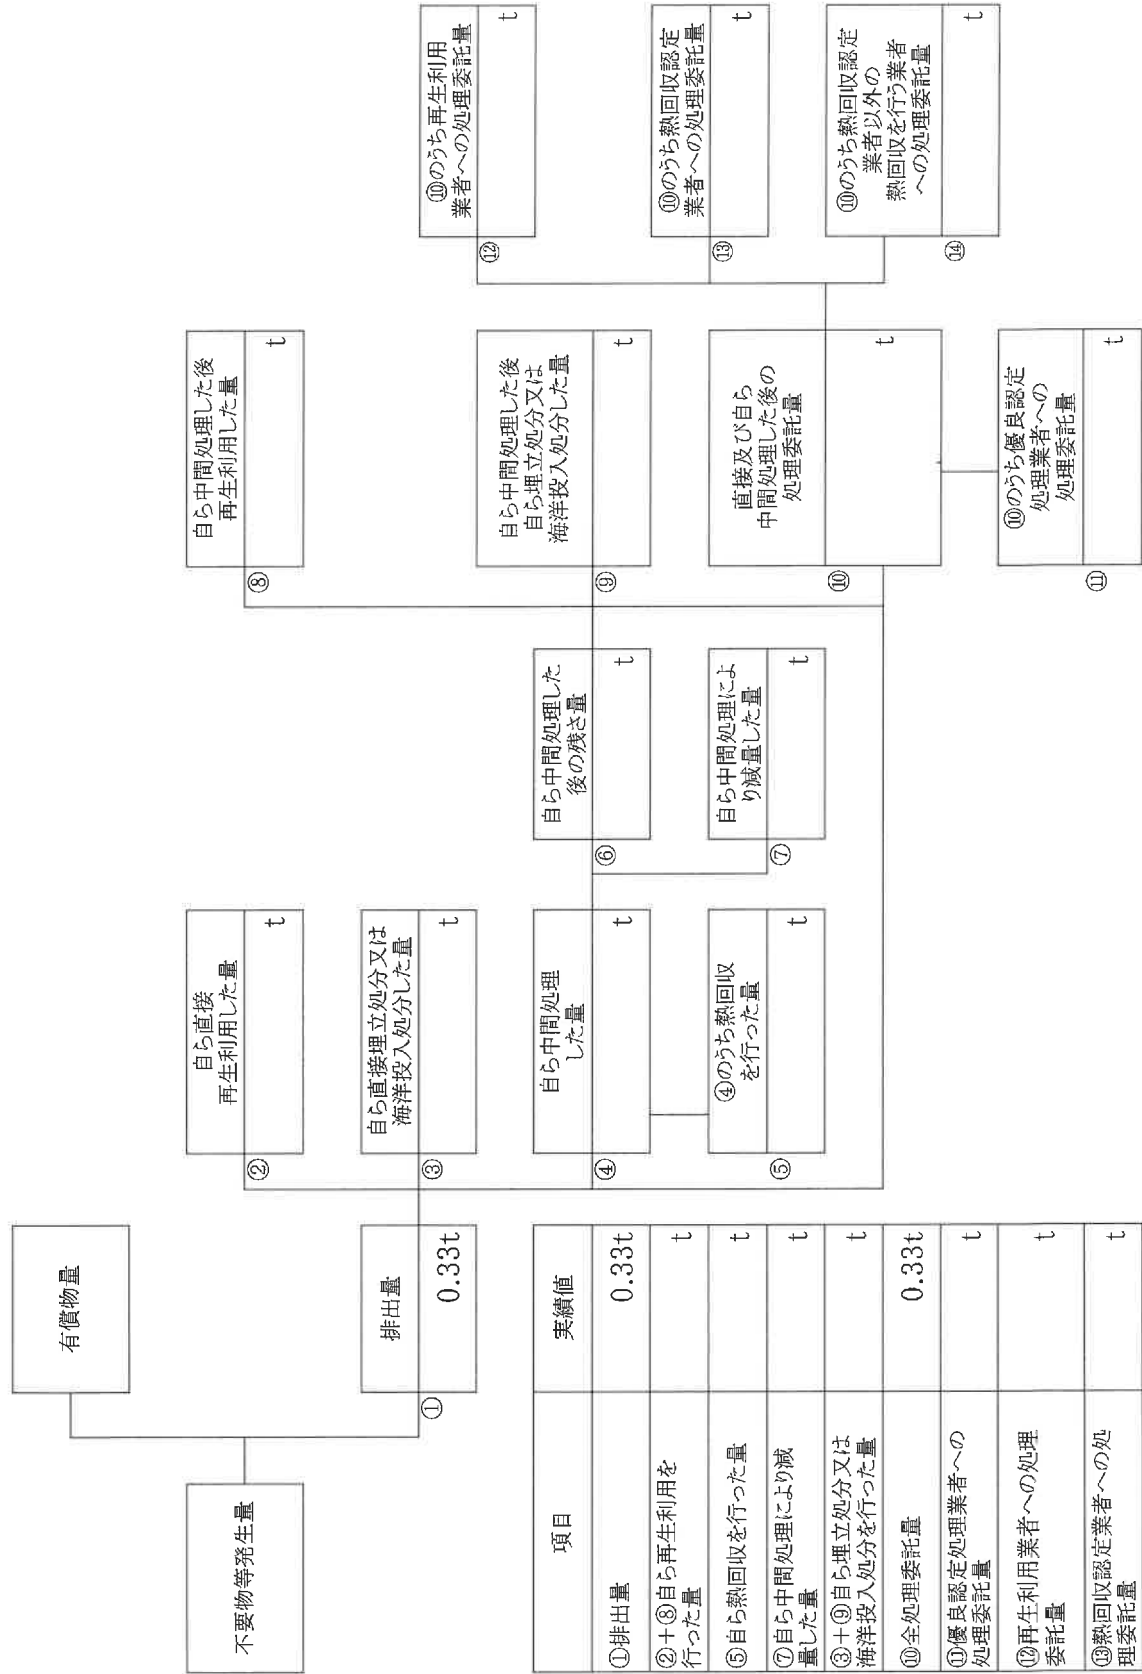 不要物等発生量
有償物量
①
排出量
0.33t
②
自ら直接
再生利用した量
t
③
自ら直接埋立処分又は
海洋投入処分した量
t
④
自ら中間処理
した量
t
⑤
④のうち熱回収
を行った量
t
⑥
自ら中間処理した
後の残さ量
t
⑦
自ら中間処理によ
り減量した量
t
⑧
自ら中間処理した後
再生利用した量
t
⑨
自ら中間処理した後
自ら埋立処分又は
海洋投入処分した量
t
⑩
直接及び自ら
中間処理した後の
処理委託量
t
⑪
⑩のうち優良認定
処理業者への
処理委託量
t
⑫
⑩のうち再生利用
業者への処理委託量
t
⑬
⑩のうち熱回収認定
業者への処理委託量
t
⑭
⑩のうち熱回収認定
業者以外の
熱回収を行う業者
への処理委託量
t
項目
実績値
①排出量
0.33t
②+⑧自ら再生利用を
行った量
t
⑤自ら熱回収を行った量
t
⑦自ら中間処理により減
量した量
t
③+⑨自ら埋立処分又は
海洋投入処分を行った量
t
⑩全処理委託量
0.33t
⑪優良認定処理業者への
処理委託量
t
⑫再生利用業者への処理
委託量
t
⑬熱回収認定業者への処
理委託量
t